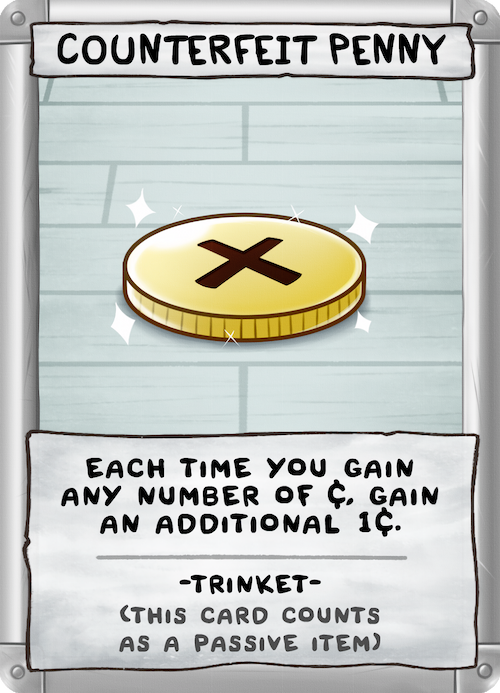 COUNTERFEIT PENNY
EACH TIME YOU GAIN
ANY NUMBER OF ¢, GAIN
AN ADDITIONAL 1¢.
-TRINKET-
(THIS CARD COUNTS
AS A PASSIVE ITEM)